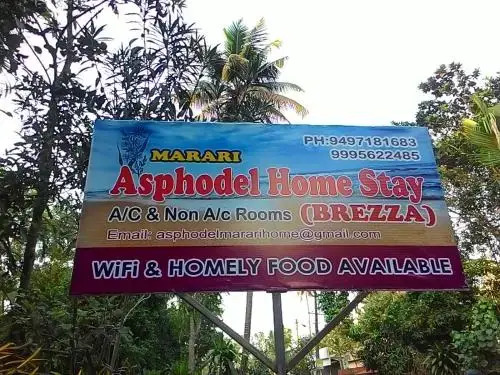 PH:9497181683
9995622485
MARARI
Asphodel Home Stay
A/C & Non A/c Rooms (BREZZA)
Email: asphodelmararihome@gmail.com
WiFi & HOMELY FOOD AVAILABLE